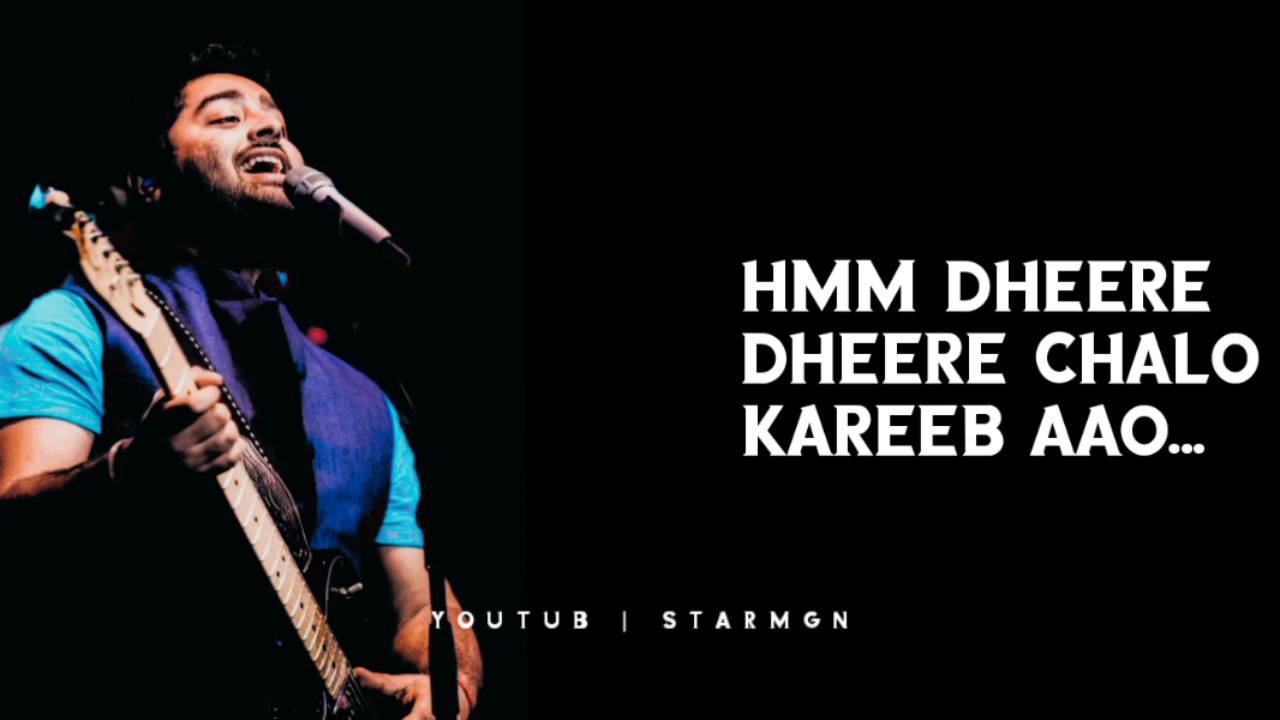 HMM DHEERE
DHEERE CHALO
KAREEB AAO...
YOUTUB | STARMGN